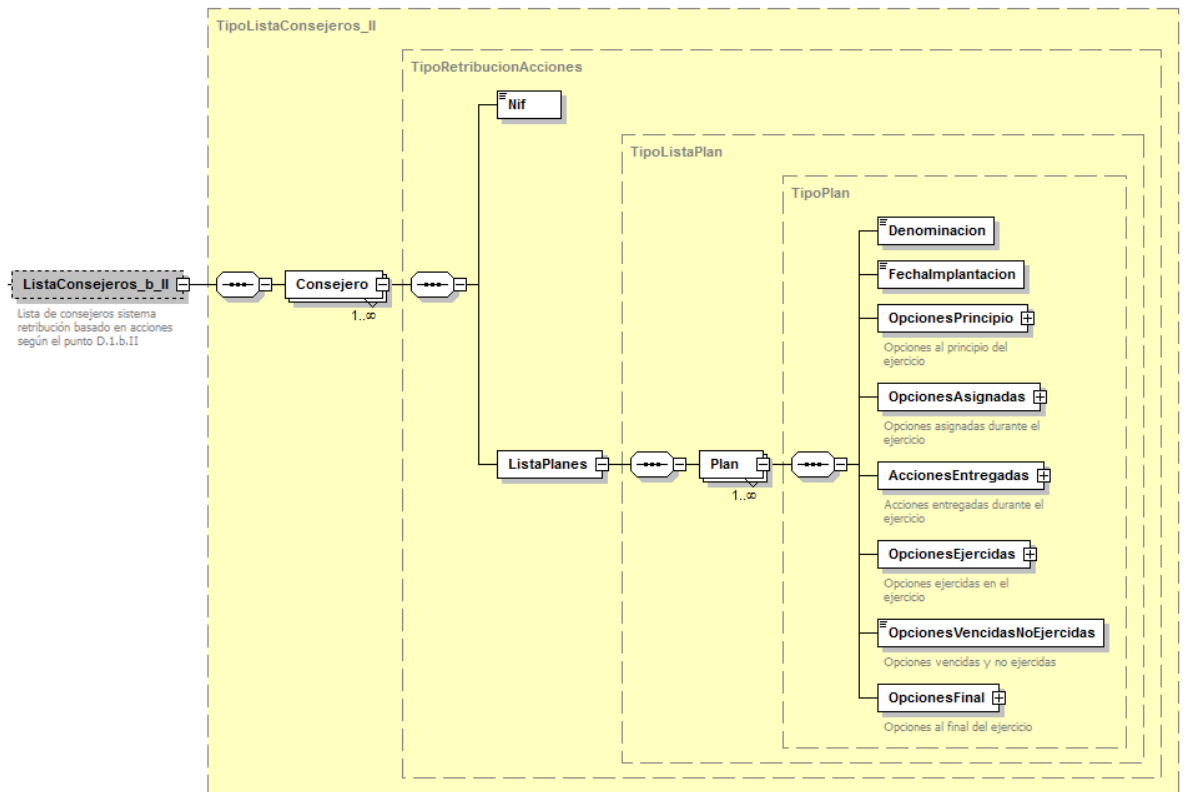 TipoListaConsejeros_II
TipoRetribucionAcciones
Nif
TipoListaPlan
TipoPlan
Denominacion
FechaImplantacion
ListaConsejeros_b_II
Consejero
1..∞
Lista de consejeros sistema
retribución basado en acciones
según el punto D.1.b.II
OpcionesPrincipio
Opciones al principio del
ejercicio
OpcionesAsignadas
Opciones asignadas durante el
ejercicio
ListaPlanes
Plan
1..∞
AccionesEntregadas
Acciones entregadas durante el
ejercicio
OpcionesEjercidas
Opciones ejercidas en el
ejercicio
OpcionesVencidasNoEjercidas
Opciones vencidas y no ejercidas
OpcionesFinal
Opciones al final del ejercicio